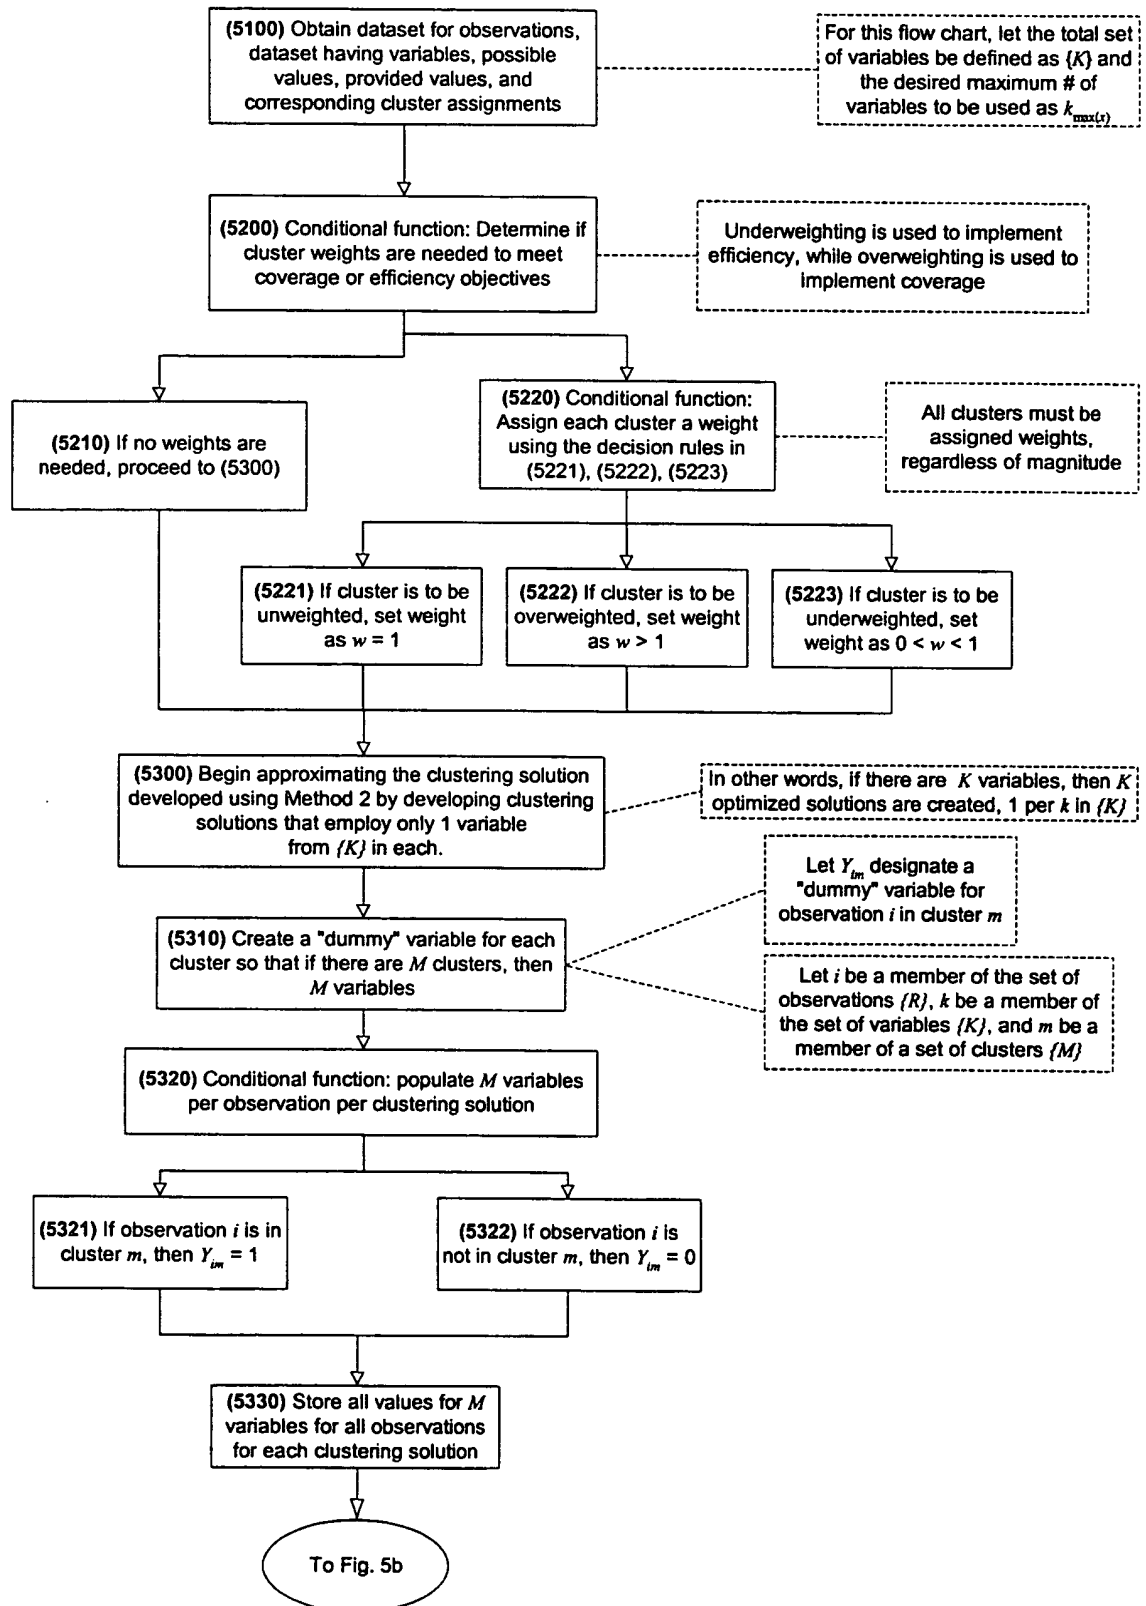 (5100) Obtain dataset for observations,
dataset having variables, possible
values, provided values, and
corresponding cluster assignments
For this flow chart, let the total set
of variables be defined as {K} and
the desired maximum # of
variables to be used as k_max(x)
(5200) Conditional function: Determine if
cluster weights are needed to meet
coverage or efficiency objectives
Underweighting is used to implement
efficiency, while overweighting is used to
implement coverage
(5210) If no weights are
needed, proceed to (5300)
(5220) Conditional function:
Assign each cluster a weight
using the decision rules in
(5221), (5222), (5223)
All clusters must be
assigned weights,
regardless of magnitude
(5221) If cluster is to be
unweighted, set weight
as w = 1
(5222) If cluster is to be
overweighted, set weight
as w > 1
(5223) If cluster is to be
underweighted, set
weight as 0 < w < 1
(5300) Begin approximating the clustering solution
developed using Method 2 by developing clustering
solutions that employ only 1 variable
from {K} in each.
In other words, if there are K variables, then K
optimized solutions are created, 1 per k in {K}
(5310) Create a "dummy" variable for each
cluster so that if there are M clusters, then
M variables
Let Y_im designate a
"dummy" variable for
observation i in cluster m
Let i be a member of the set of
observations {R}, k be a member of
the set of variables {K}, and m be a
member of a set of clusters {M}
(5320) Conditional function: populate M variables
per observation per clustering solution
(5321) If observation i is in
cluster m, then Y_im = 1
(5322) If observation i is
not in cluster m, then Y_im = 0
(5330) Store all values for M
variables for all observations
for each clustering solution
To Fig. 5b